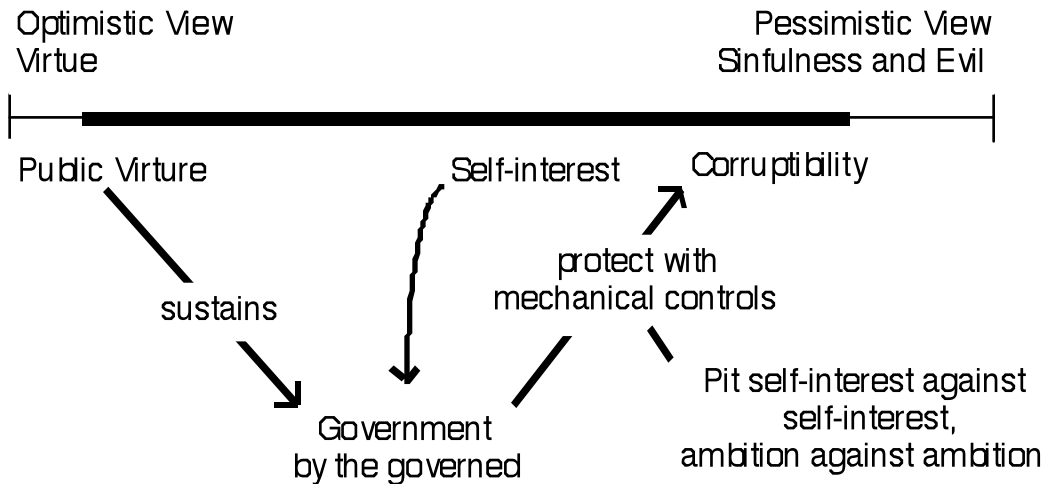 Optimistic View
Virtue
Pessimistic View
Sinfulness and Evil
Public Virture
Self-interest
Corruptibility
protect with
mechanical controls
sustains
Pit self-interest against
self-interest,
ambition against ambition
Government
by the governed